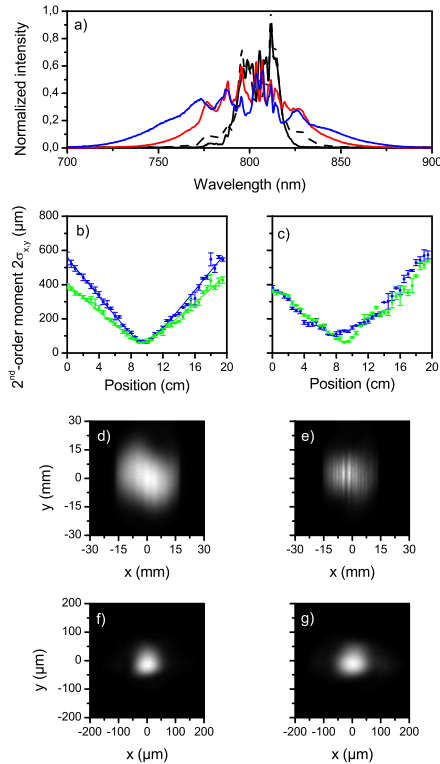 a)
Normalized intensity
1,0
0,8
0,6
0,4
0,2
0,0
700 750 800 850 900
Wavelength (nm)
2nd-order moment 2σx,y (µm)
800
600
400
200
0
b)
c)
0 4 8 12 16 20
0 4 8 12 16 20
Position (cm)
Position (cm)
y (mm)
30
15
0
-15
-30
d)
e)
-30 -15 0 15 30
-30 -15 0 15 30
x (mm)
x (mm)
y (µm)
200
100
0
-100
-200
f)
g)
-200 -100 0 100 200
-200 -100 0 100 200
x (µm)
x (µm)